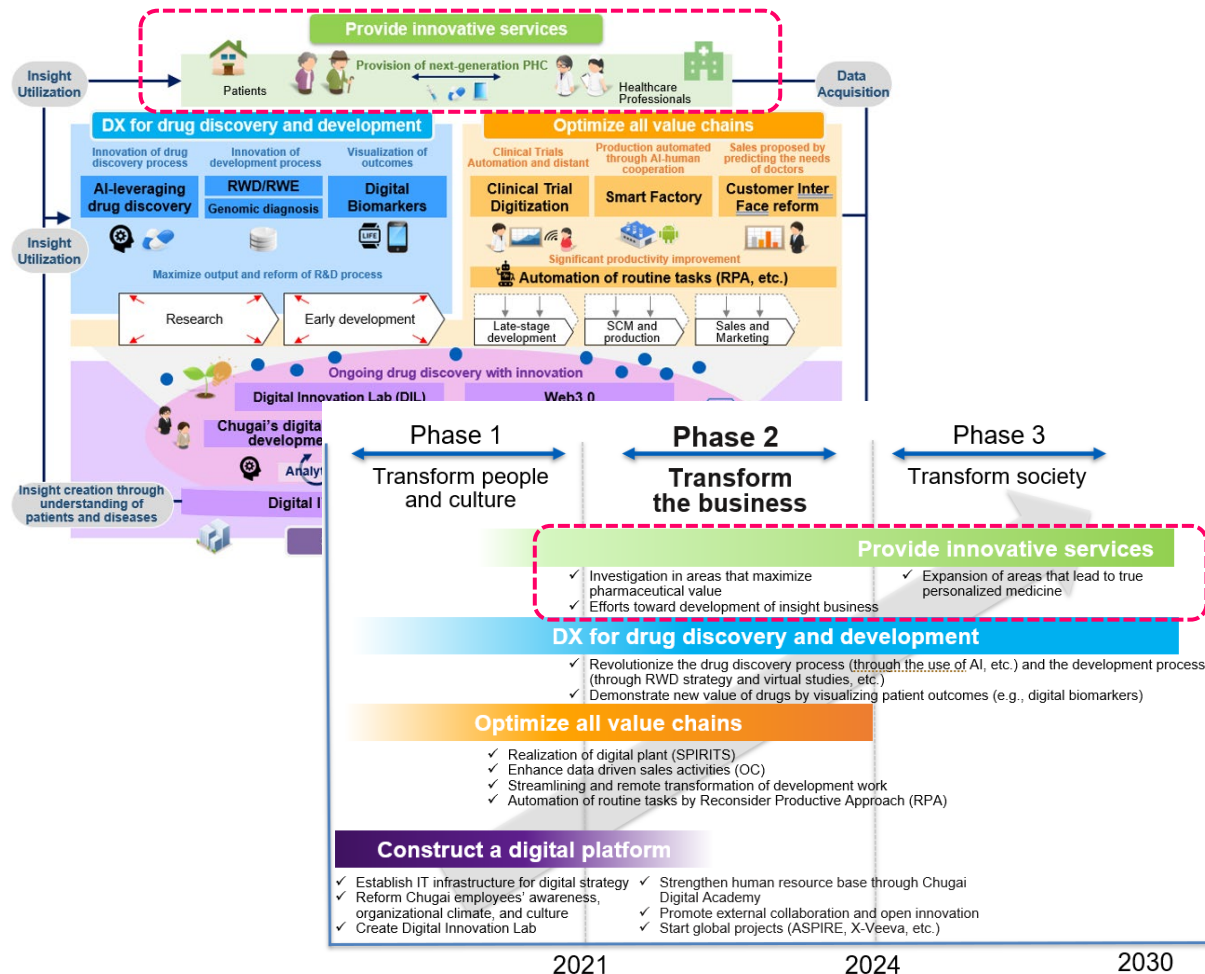 Provide innovative services
Provision of next-generation PHC
Patients
Healthcare
Professionals
Insight
Utilization
Data
Acquisition
DX for drug discovery and development
Innovation of drug
discovery process
Innovation of
development process
Visualization of
outcomes
AI-leveraging
drug discovery
RWD/RWE
Genomic diagnosis
Digital
Biomarkers
LIFE
Insight
Utilization
Maximize output and reform of R&D process
Research
Early development
Optimize all value chains
Clinical Trials
Automation and distant
Production automated
through AI-human
cooperation
Sales proposed by
predicting the needs
of doctors
Clinical Trial
Digitization
Smart Factory
Customer Inter
Face reform
Significant productivity improvement
Automation of routine tasks (RPA, etc.)
Late-stage
development
SCM and
production
Sales and
Marketing
Ongoing drug discovery with innovation
Digital Innovation Lab (DIL)
Web3.0
Chugai's digital
developme
Analyt
Insight creation through
understanding of
patients and diseases
Digital I
Phase 1
Transform people
and culture
Phase 2
Transform
the business
Phase 3
Transform society
Provide innovative services
✓ Investigation in areas that maximize
pharmaceutical value
✓ Efforts toward development of insight business
✓ Expansion of areas that lead to true
personalized medicine
DX for drug discovery and development
✓ Revolutionize the drug discovery process (through the use of AI, etc.) and the development process
(through RWD strategy and virtual studies, etc.)
✓ Demonstrate new value of drugs by visualizing patient outcomes (e.g., digital biomarkers)
Optimize all value chains
✓ Realization of digital plant (SPIRITS)
✓ Enhance data driven sales activities (OC)
✓ Streamlining and remote transformation of development work
✓ Automation of routine tasks by Reconsider Productive Approach (RPA)
Construct a digital platform
✓ Establish IT infrastructure for digital strategy
✓ Reform Chugai employees' awareness,
organizational climate, and culture
✓ Create Digital Innovation Lab
✓ Strengthen human resource base through Chugai
Digital Academy
✓ Promote external collaboration and open innovation
✓ Start global projects (ASPIRE, X-Veeva, etc.)
2021
2024
2030